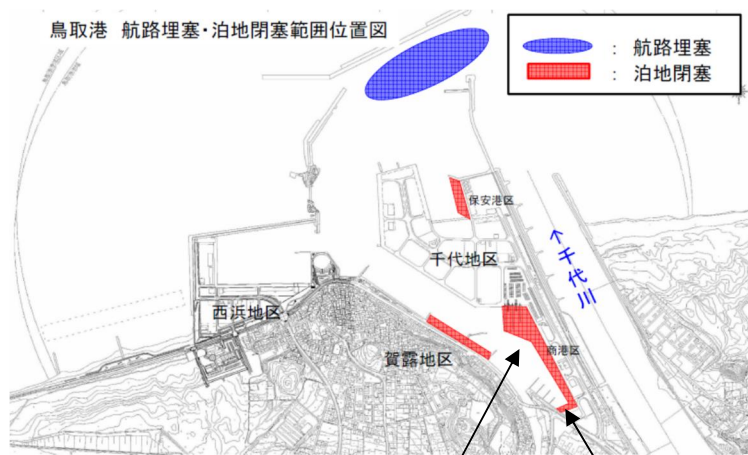 鳥取港 航路埋塞・泊地閉塞範囲位置図
： 航路埋塞
： 泊地閉塞
保安港区
千代地区
↑千代川
西浜地区
賀露地区
商港区